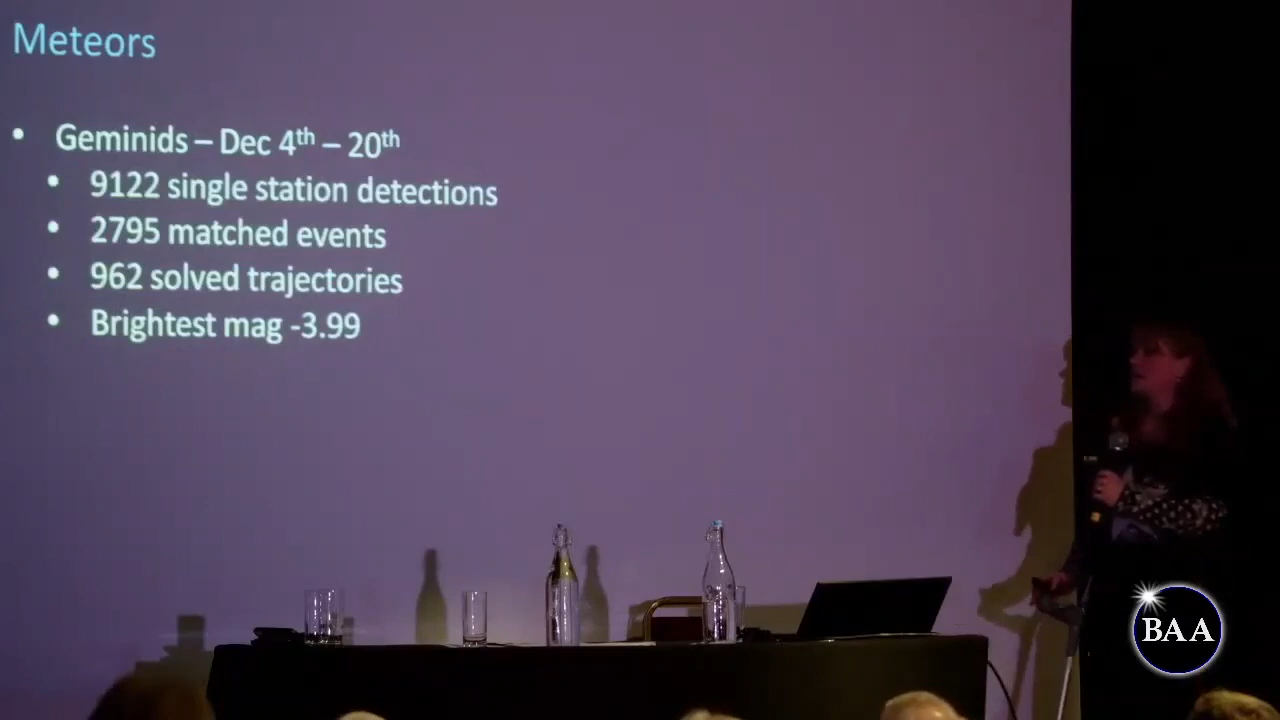 Meteors
• Geminids – Dec 4th – 20th
• 9122 single station detections
• 2795 matched events
• 962 solved trajectories
• Brightest mag -3.99
BAA